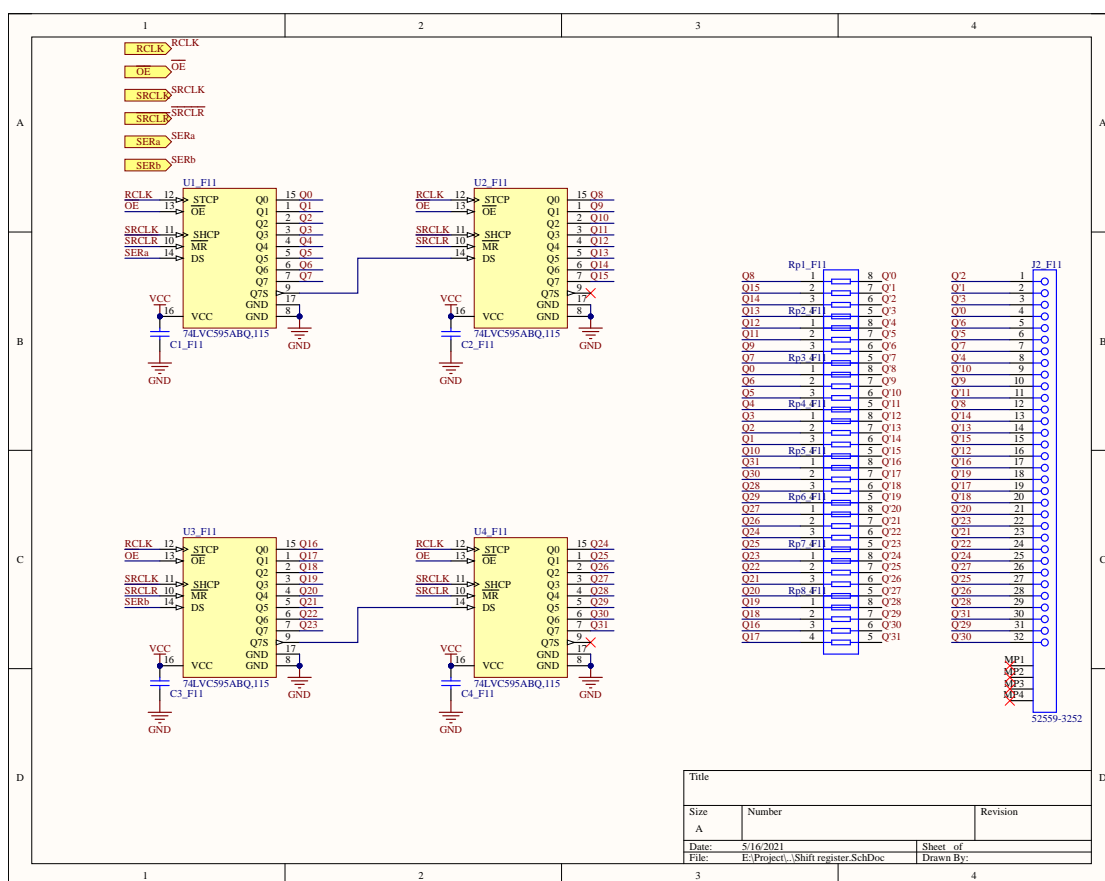 1 2 3 4
RCLK RCLK
OE OE
SRCLK SRCLK
SRCLR SRCLR
A A
SERa SERa
SERb SERb
U1_F11 U2_F11
RCLK 12 STCP Q0 15 Q0 RCLK 12 STCP Q0 15 Q8
OE 13 OE Q1 1 Q1 OE 13 OE Q1 1 Q9
Q2 2 Q2 Q2 2 Q10
SRCLK 11 SHCP Q3 3 Q3 SRCLK 11 SHCP Q3 3 Q11
SRCLR 10 MR Q4 4 Q4 SRCLR 10 MR Q4 4 Q12
SERa 14 DS Q5 5 Q5 14 DS Q5 5 Q13
Q6 6 Q6 Q6 6 Q14
Q7 7 Q7 Q7 7 Q15
Q7S 9 Q7S 9
VCC GND 17 VCC GND 17
16 VCC GND 8 16 VCC GND 8
74LVC595ABQ,115 74LVC595ABQ,115
C1_F11 GND C2_F11 GND
GND GND
B B
Rp1_F11 J2_F11
Q8 1 8 Q'0 Q'2 1
Q15 2 7 Q'1 Q'1 2
Q14 3 6 Q'2 Q'3 3
Q13 Rp2_F11 5 Q'3 Q'0 4
Q12 1 8 Q'4 Q'6 5
Q11 2 7 Q'5 Q'5 6
Q9 3 6 Q'6 Q'7 7
Q7 Rp3_F11 5 Q'7 Q'4 8
Q0 1 8 Q'8 Q'10 9
Q6 2 7 Q'9 Q'9 10
Q5 3 6 Q'10 Q'11 11
Q4 Rp4_F11 5 Q'11 Q'8 12
Q3 1 8 Q'12 Q'14 13
Q2 2 7 Q'13 Q'13 14
Q1 3 6 Q'14 Q'15 15
Q10 Rp5_F11 5 Q'15 Q'12 16
Q31 1 8 Q'16 Q'16 17
Q30 2 7 Q'17 Q'19 18
Q28 3 6 Q'18 Q'17 19
Q29 Rp6_F11 5 Q'19 Q'18 20
Q27 1 8 Q'20 Q'20 21
Q26 2 7 Q'21 Q'23 22
Q24 3 6 Q'22 Q'21 23
Q25 Rp7_F11 5 Q'23 Q'22 24
Q23 1 8 Q'24 Q'24 25
Q22 2 7 Q'25 Q'27 26
Q21 3 6 Q'26 Q'25 27
Q20 Rp8_F11 5 Q'27 Q'26 28
Q19 1 8 Q'28 Q'28 29
Q18 2 7 Q'29 Q'31 30
Q16 3 6 Q'30 Q'29 31
Q17 4 5 Q'31 Q'30 32
MP1
MP2
MP3
MP4
52559-3252
C C
U3_F11 U4_F11
RCLK 12 STCP Q0 15 Q16 RCLK 12 STCP Q0 15 Q24
OE 13 OE Q1 1 Q17 OE 13 OE Q1 1 Q25
Q2 2 Q18 Q2 2 Q26
SRCLK 11 SHCP Q3 3 Q19 SRCLK 11 SHCP Q3 3 Q27
SRCLR 10 MR Q4 4 Q20 SRCLR 10 MR Q4 4 Q28
SERb 14 DS Q5 5 Q21 14 DS Q5 5 Q29
Q6 6 Q22 Q6 6 Q30
Q7 7 Q23 Q7 7 Q31
Q7S 9 Q7S 9
VCC GND 17 VCC GND 17
16 VCC GND 8 16 VCC GND 8
74LVC595ABQ,115 74LVC595ABQ,115
C3_F11 GND C4_F11 GND
GND GND
D D
Title
Size Number Revision
A
Date: 5/16/2021 Sheet of
File: E:\Project\..\Shift register.SchDoc Drawn By:
1 2 3 4